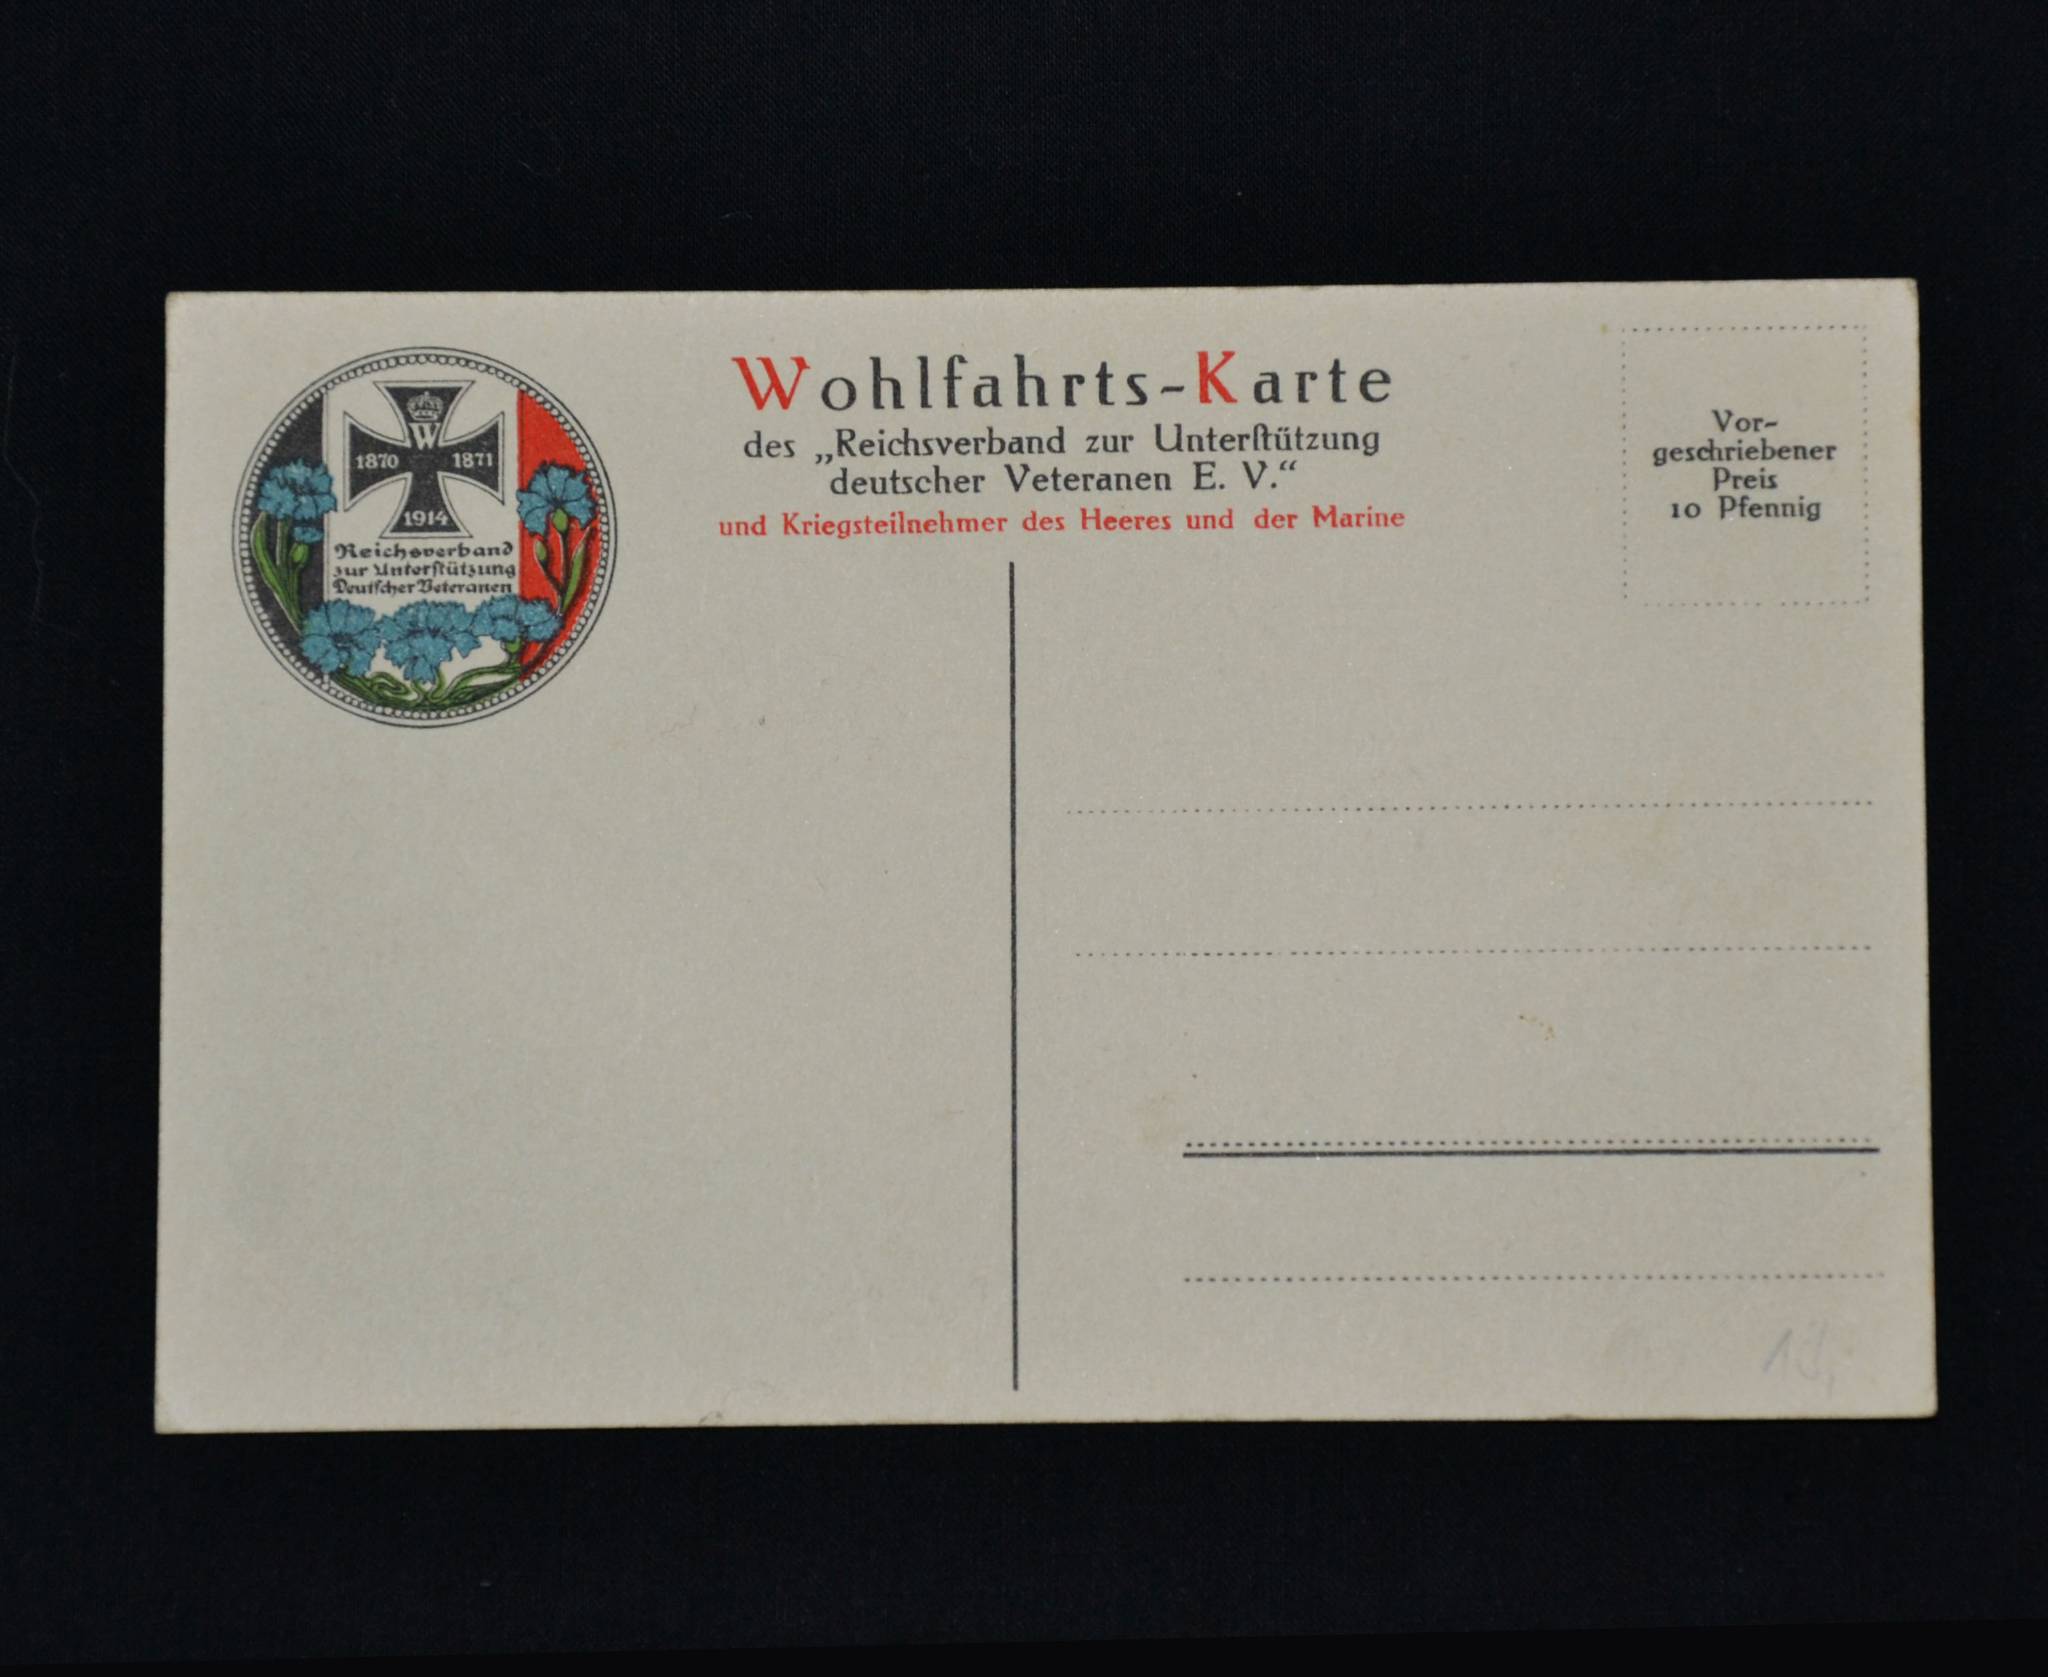 W
1870 1871
1914
Reichsverband
zur Unterſtützung
Deutſcher Veteranen
Wohlfahrts-Karte
des „Reichsverband zur Unterſtützung
deutscher Veteranen E. V.“
und Kriegsteilnehmer des Heeres und der Marine
Vor-
geschriebener
Preis
10 Pfennig